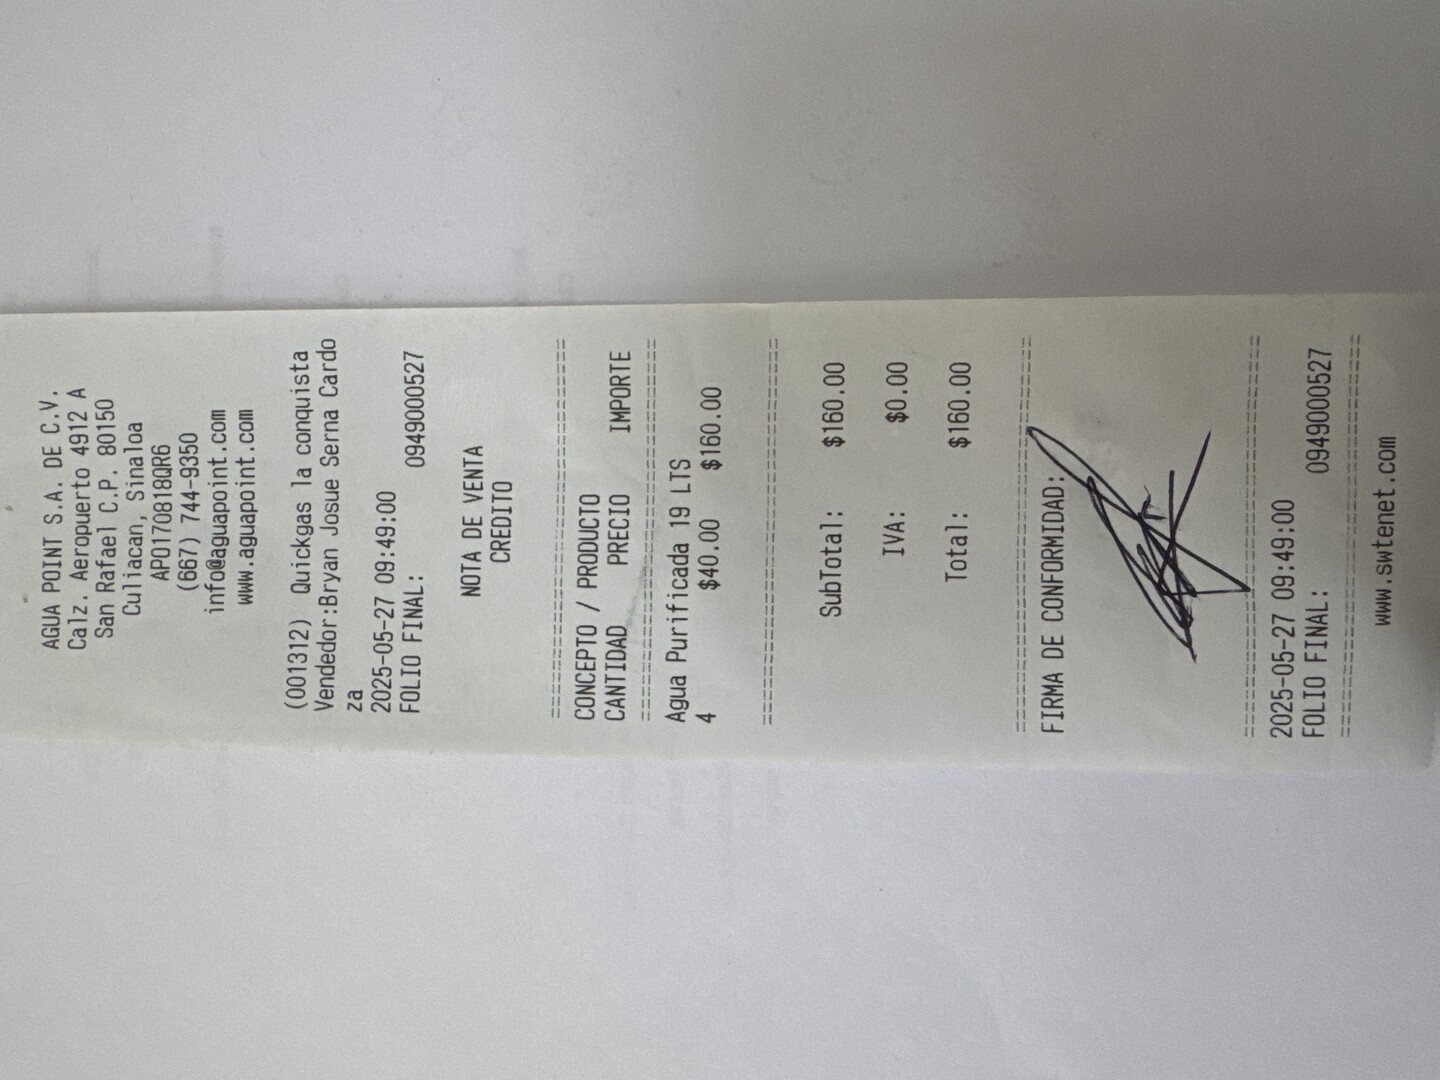 AGUA POINT S.A. DE C.V.
Calz. Aeropuerto 4912 A
San Rafael C.P. 80150
Culiacan, Sinaloa
APO170818QR6
(667) 744-9350
info@aguapoint.com
www.aguapoint.com
(001312) Quickgas la conquista
Vendedor:Bryan Josue Serna Cardo
za
2025-05-27 09:49:00
FOLIO FINAL: 0949000527
NOTA DE VENTA
CREDITO
================================
CONCEPTO / PRODUCTO
CANTIDAD PRECIO IMPORTE
================================
Agua Purificada 19 LTS
4 $40.00 $160.00
================================
SubTotal: $160.00
IVA: $0.00
Total: $160.00
================================
FIRMA DE CONFORMIDAD:
================================
2025-05-27 09:49:00
FOLIO FINAL: 0949000527
================================
www.swtenet.com